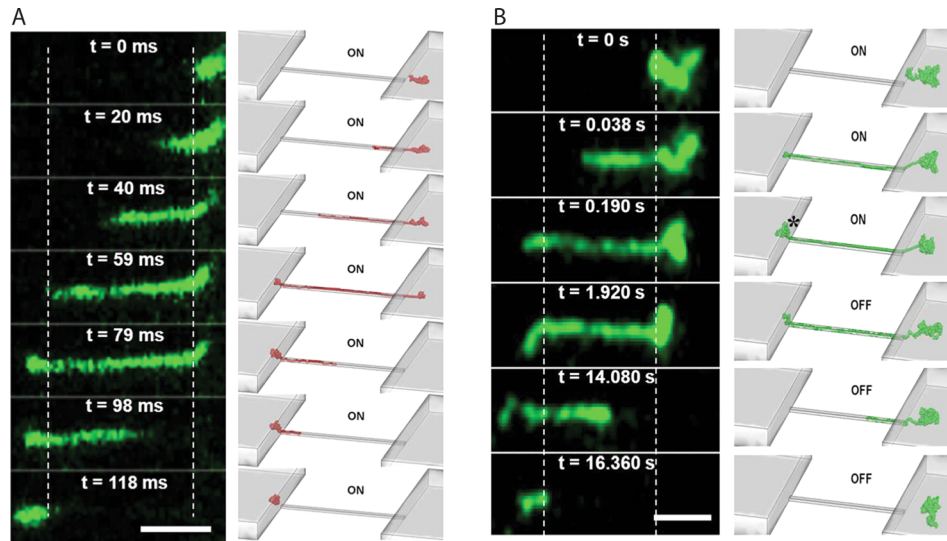 A
t = 0 ms
ON
t = 20 ms
ON
t = 40 ms
ON
t = 59 ms
ON
t = 79 ms
ON
t = 98 ms
ON
t = 118 ms
ON
B
t = 0 s
ON
t = 0.038 s
ON
t = 0.190 s
*
ON
t = 1.920 s
OFF
t = 14.080 s
OFF
t = 16.360 s
OFF